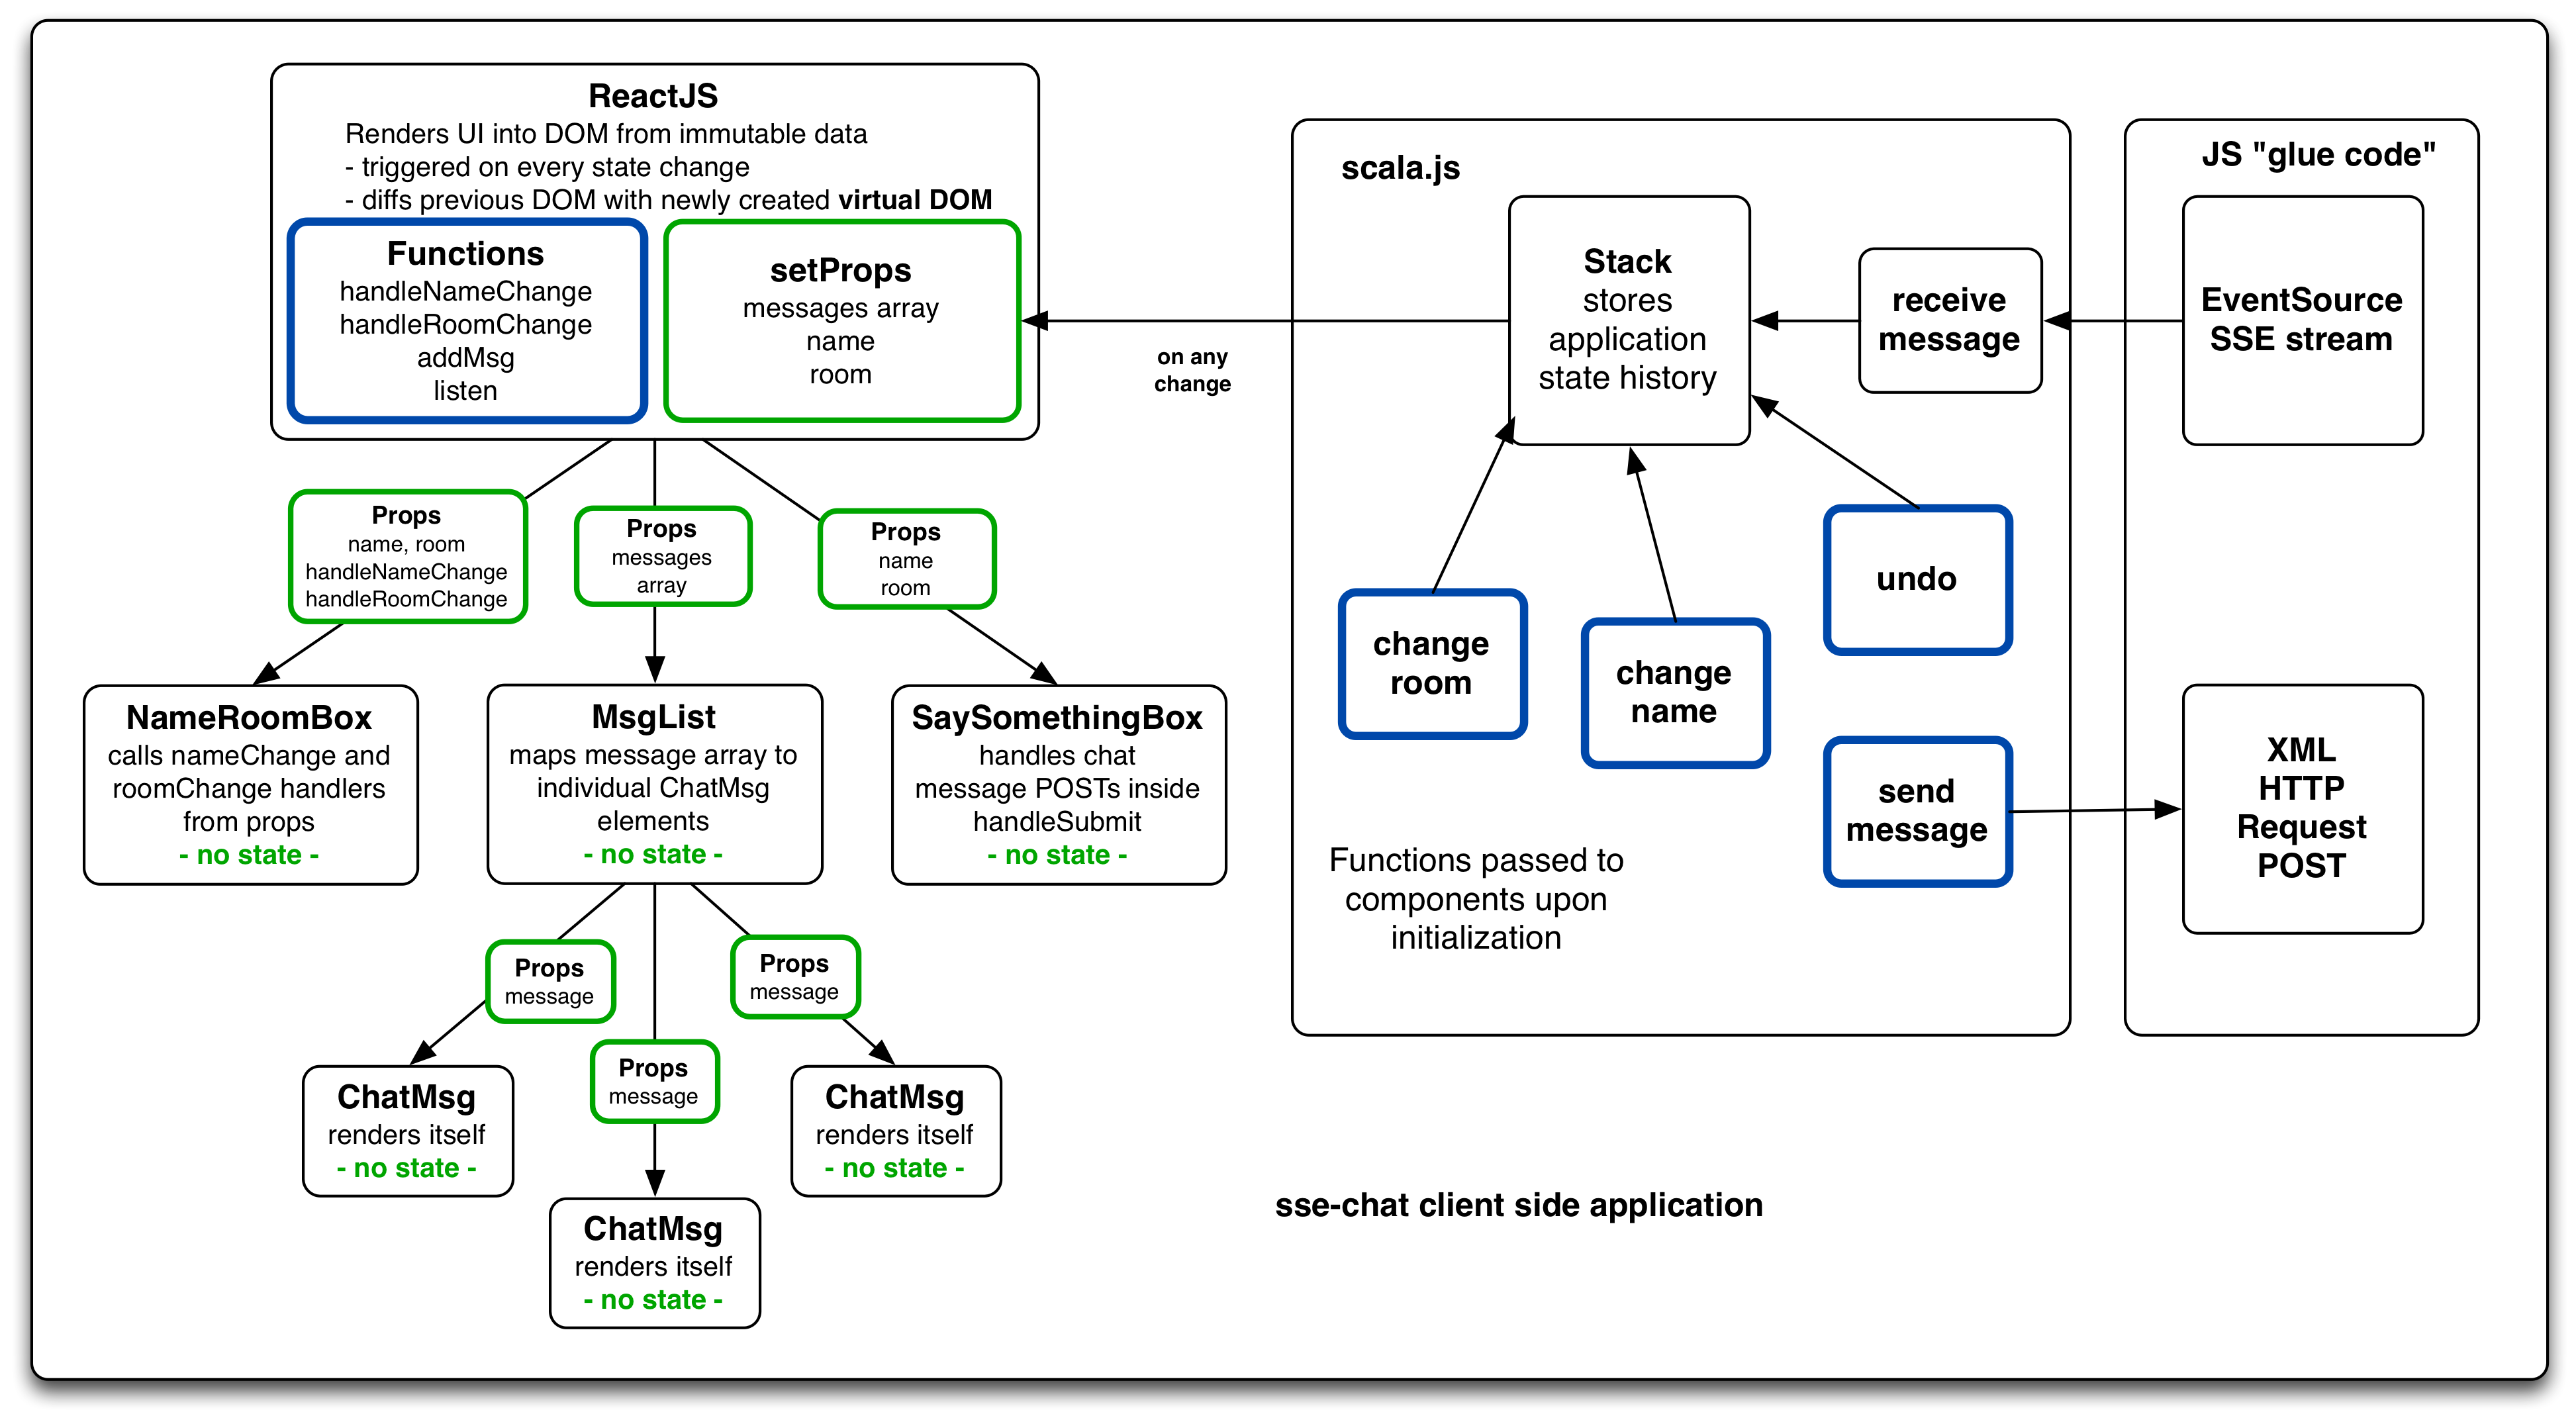 ReactJS
Renders UI into DOM from immutable data
- triggered on every state change
- diffs previous DOM with newly created virtual DOM
Functions
handleNameChange
handleRoomChange
addMsg
listen
setProps
messages array
name
room
Props
name, room
handleNameChange
handleRoomChange
Props
messages
array
Props
name
room
NameRoomBox
calls nameChange and
roomChange handlers
from props
- no state -
MsgList
maps message array to
individual ChatMsg
elements
- no state -
SaySomethingBox
handles chat
message POSTs inside
handleSubmit
- no state -
Props
message
Props
message
Props
message
ChatMsg
renders itself
- no state -
ChatMsg
renders itself
- no state -
ChatMsg
renders itself
- no state -
on any
change
scala.js
Stack
stores
application
state history
receive
message
change
room
change
name
undo
send
message
Functions passed to
components upon
initialization
JS "glue code"
EventSource
SSE stream
XML
HTTP
Request
POST
sse-chat client side application